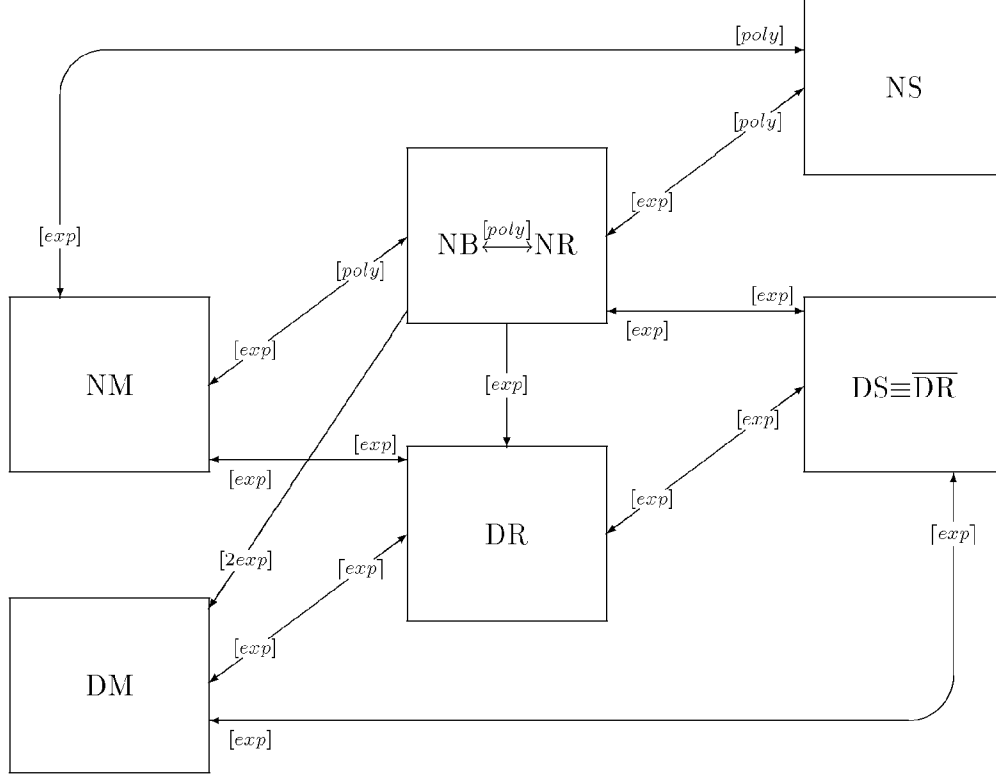 [poly]
NS
[poly]
[exp]
[exp]
NB [poly] NR
[poly]
[exp]
[exp]
[exp]
NM
[exp]
DS≡D̅R̅
[exp]
[exp]
[exp]
[exp]
DR
[exp]
[2exp]
⌈exp⌉
⌈exp⌉
[exp]
DM
[exp]